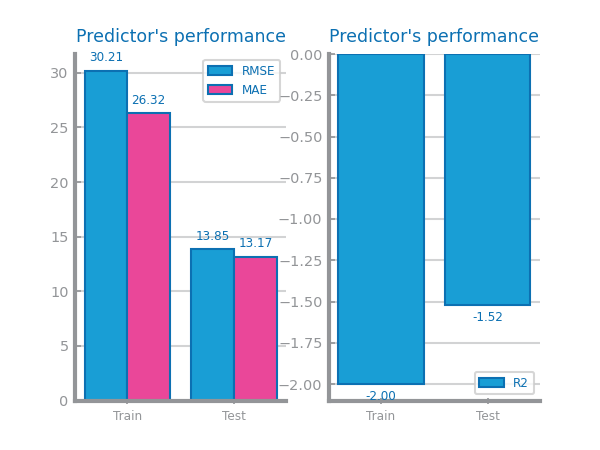 Predictor's performance
30.21
26.32
13.85
13.17
RMSE
MAE
30
25
20
15
10
5
0
Train
Test
Predictor's performance
0.00
−0.25
−0.50
−0.75
−1.00
−1.25
−1.50
−1.75
−2.00
-2.00
-1.52
R2
Train
Test